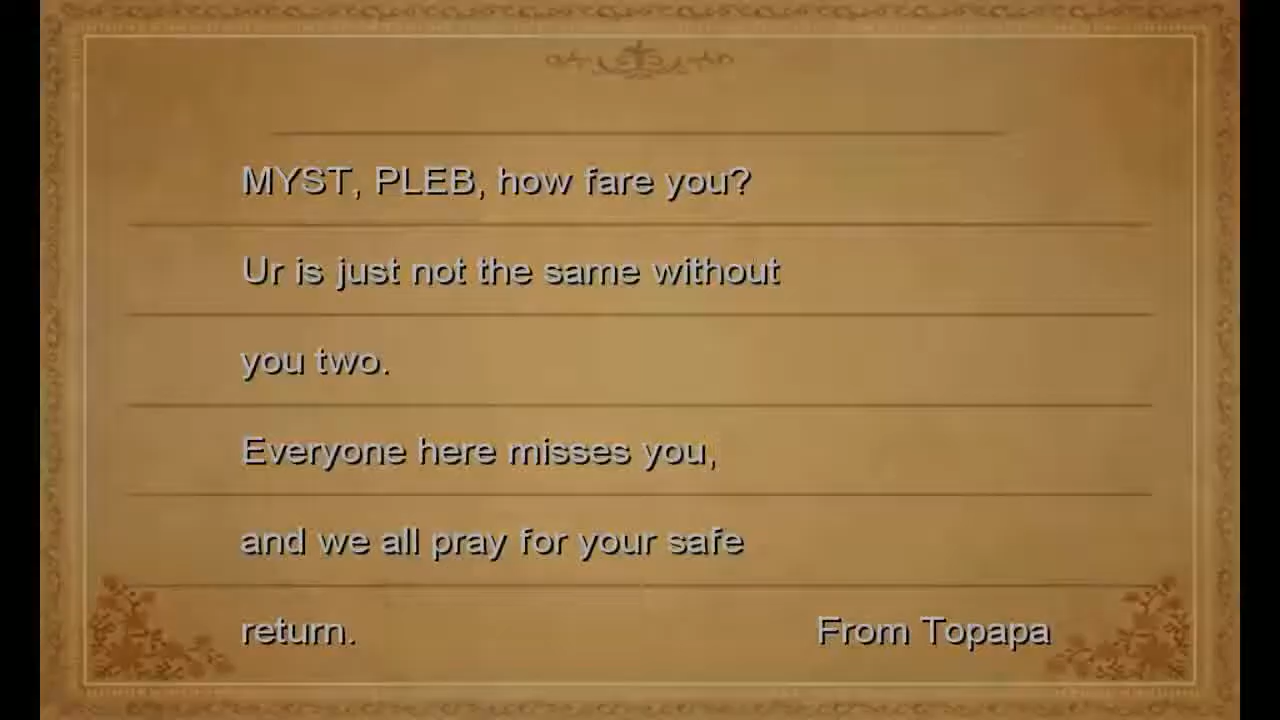 MYST, PLEB, how fare you?
Ur is just not the same without
you two.
Everyone here misses you,
and we all pray for your safe
return. From Topapa